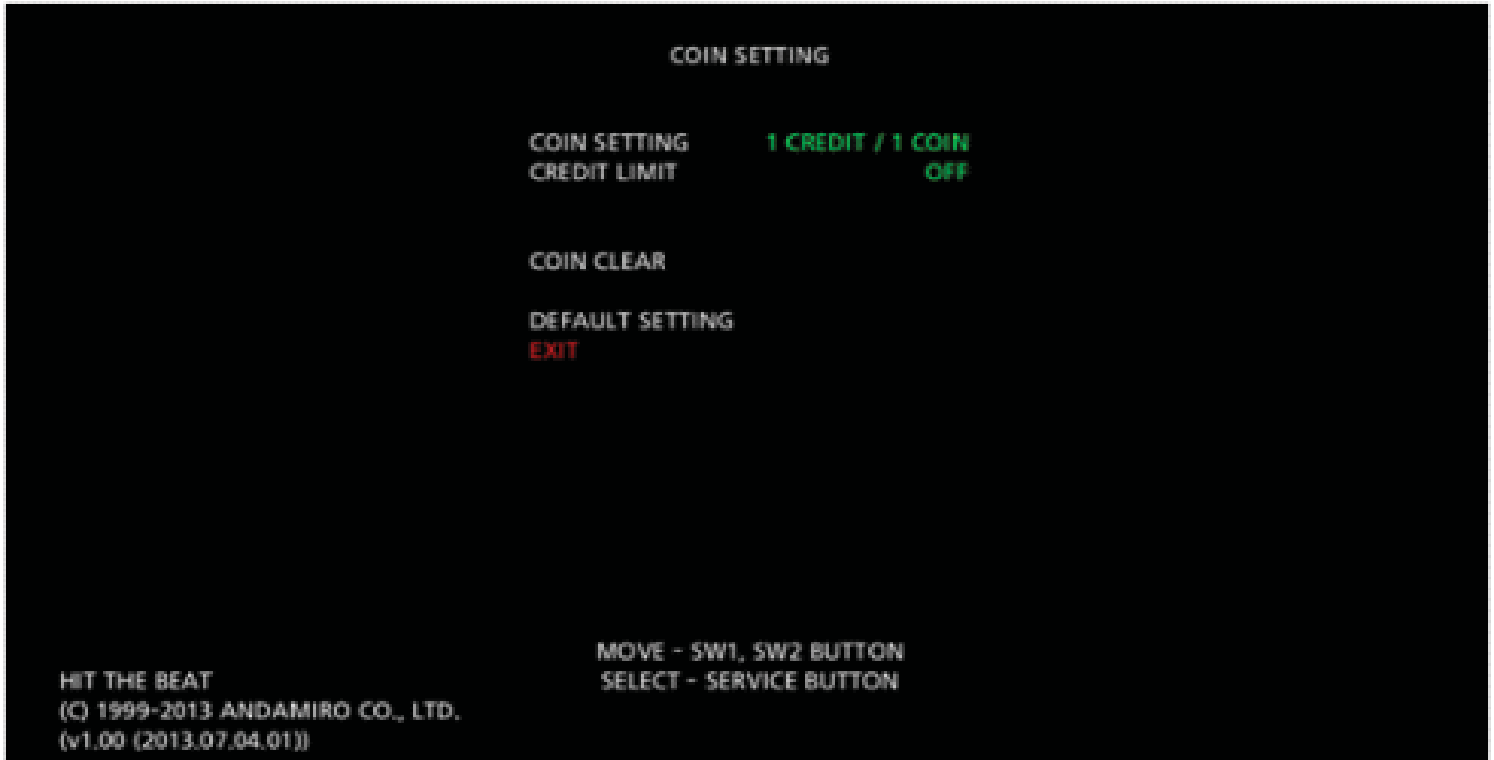 COIN SETTING
COIN SETTING 1 CREDIT / 1 COIN
CREDIT LIMIT OFF
COIN CLEAR
DEFAULT SETTING
EXIT
MOVE - SW1, SW2 BUTTON
SELECT - SERVICE BUTTON
HIT THE BEAT
(C) 1999-2013 ANDAMIRO CO., LTD.
(v1.00 (2013.07.04.01))